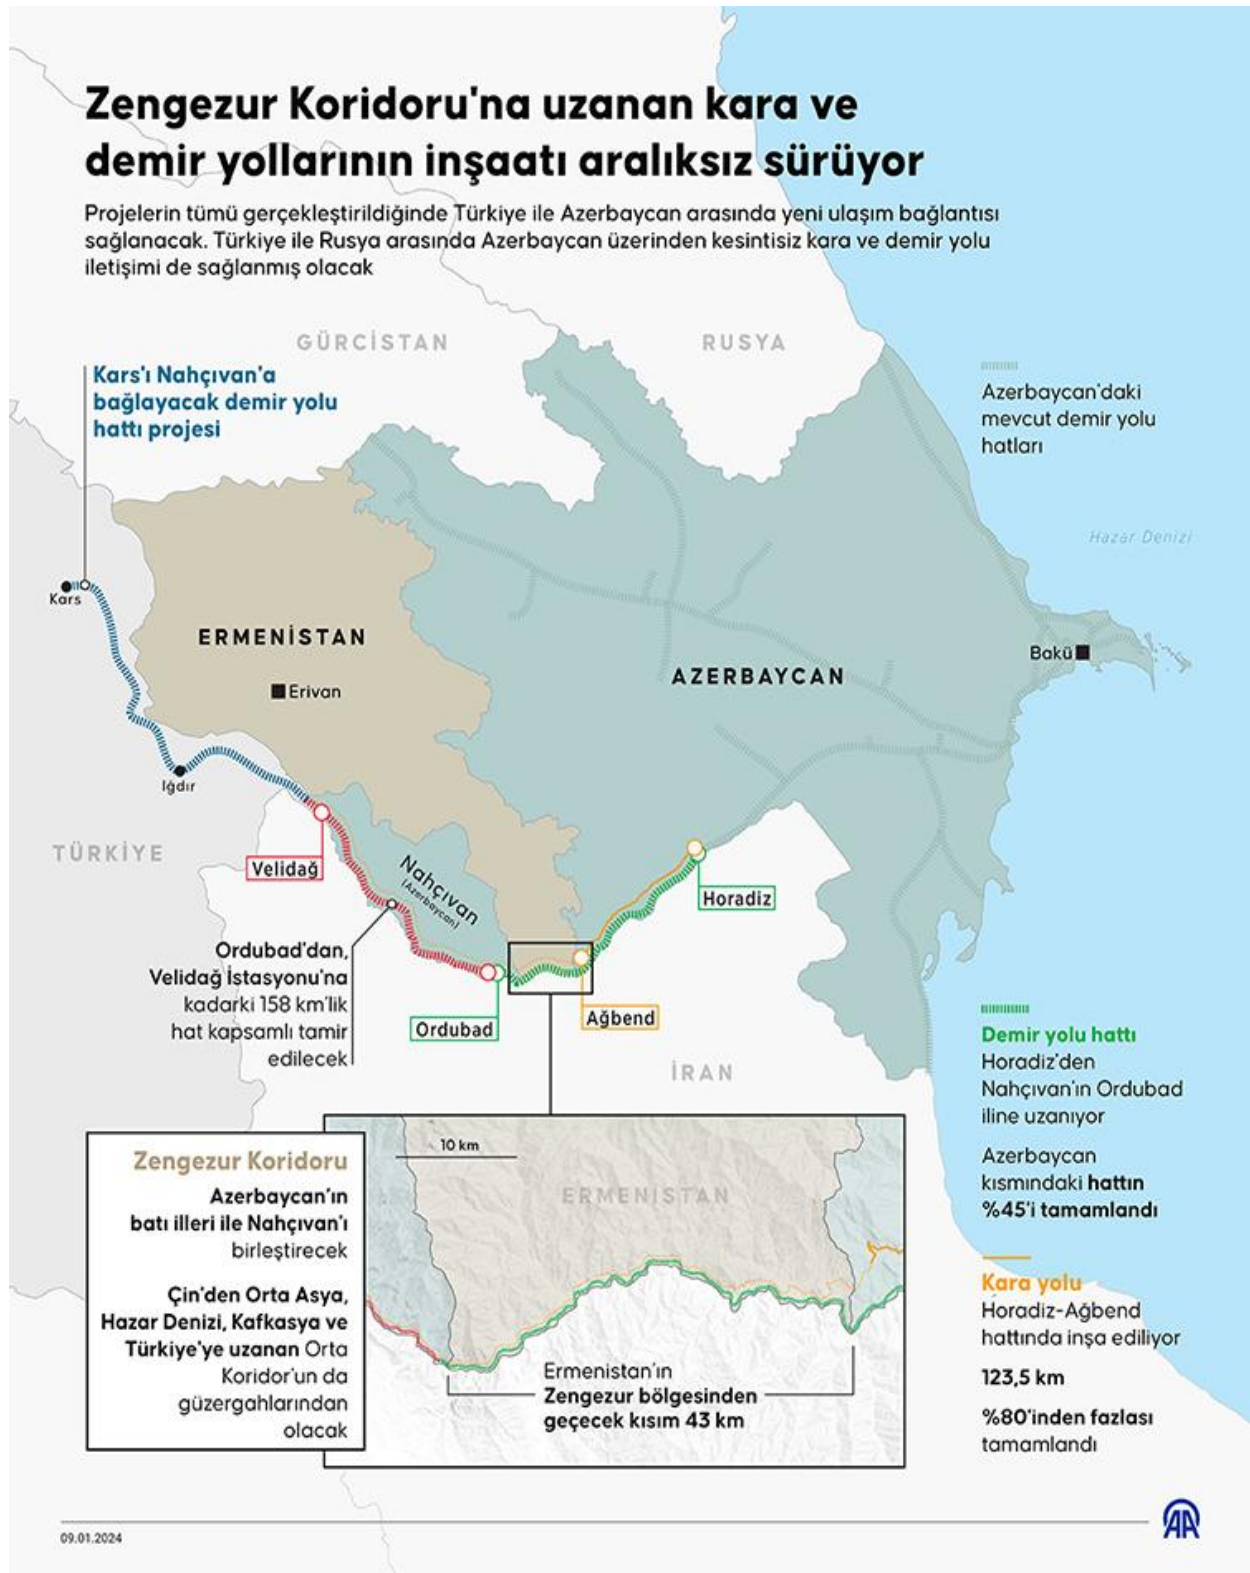 Zengezur Koridoru'na uzanan kara ve
demir yollarının inşaatı aralıksız sürüyor
Projelerin tümü gerçekleştirildiğinde Türkiye ile Azerbaycan arasında yeni ulaşım bağlantısı
sağlanacak. Türkiye ile Rusya arasında Azerbaycan üzerinden kesintisiz kara ve demir yolu
iletişimi de sağlanmış olacak
GÜRCİSTAN
RUSYA
Kars'ı Nahçıvan'a
bağlayacak demir yolu
hattı projesi
Azerbaycan'daki
mevcut demir yolu
hatları
Hazar Denizi
Kars
ERMENİSTAN
Erivan
AZERBAYCAN
Bakü
Iğdır
TÜRKİYE
Velidağ
Nahçıvan
(Azerbaycan)
Horadiz
Ordubad'dan,
Velidağ İstasyonu'na
kadarki 158 km'lik
hat kapsamlı tamir
edilecek
Ordubad
Ağbend
İRAN
Demir yolu hattı
Horadiz'den
Nahçıvan'ın Ordubad
iline uzanıyor
Azerbaycan
kısmındaki hattın
%45'i tamamlandı
Zengezur Koridoru
Azerbaycan'ın
batı illeri ile Nahçıvan'ı
birleştirecek
Çin'den Orta Asya,
Hazar Denizi, Kafkasya ve
Türkiye'ye uzanan Orta
Koridor'un da
güzergahlarından
olacak
10 km
ERMENİSTAN
Ermenistan'ın
Zengezur bölgesinden
geçecek kısım 43 km
Kara yolu
Horadiz-Ağbend
hattında inşa ediliyor
123,5 km
%80'inden fazlası
tamamlandı
09.01.2024
AA